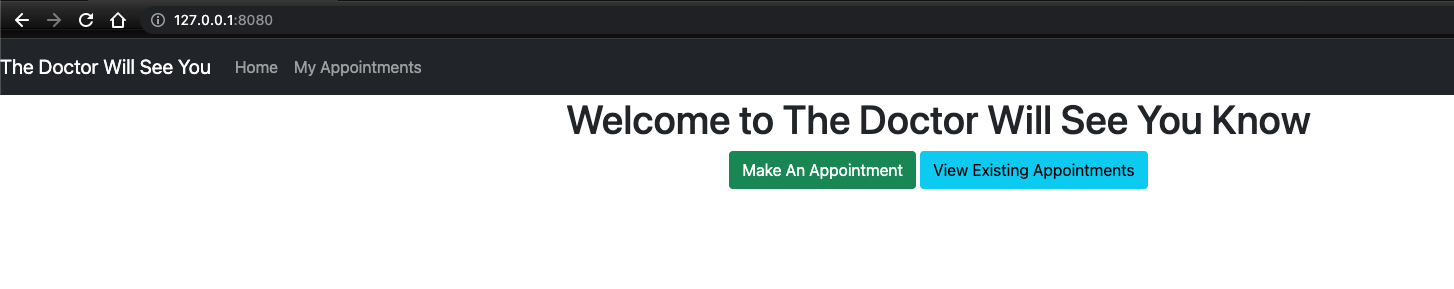 127.0.0.1:8080
The Doctor Will See You Home My Appointments
Welcome to The Doctor Will See You Know
Make An Appointment View Existing Appointments